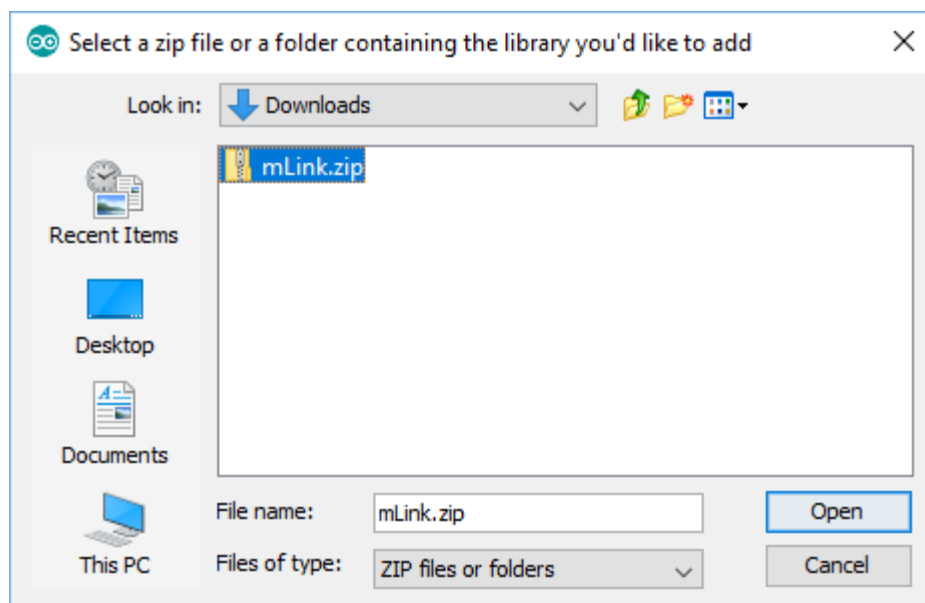 Select a zip file or a folder containing the library you'd like to add
Look in:
Downloads
mLink.zip
Recent Items
Desktop
Documents
This PC
File name:
mLink.zip
Open
Files of type:
ZIP files or folders
Cancel